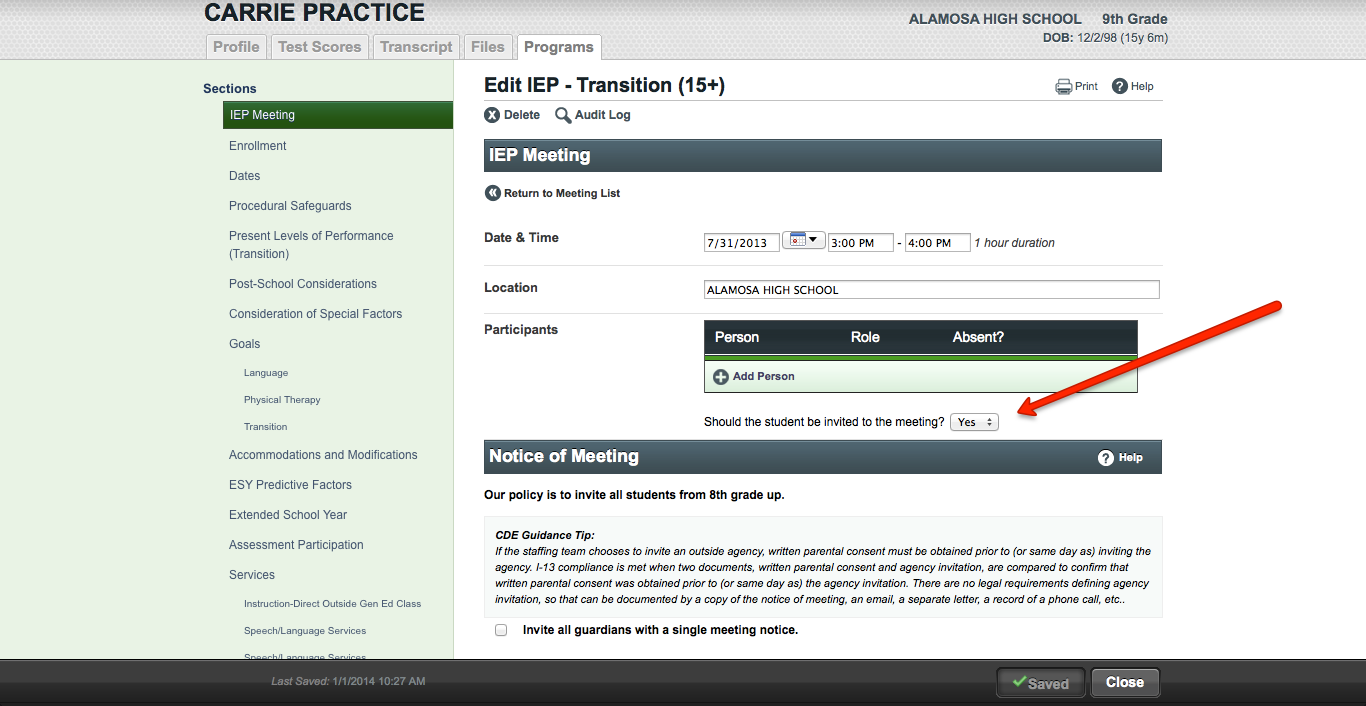 CARRIE PRACTICE
ALAMOSA HIGH SCHOOL 9th Grade
DOB: 12/2/98 (15y 6m)
Profile Test Scores Transcript Files Programs
Sections
IEP Meeting
Enrollment
Dates
Procedural Safeguards
Present Levels of Performance
(Transition)
Post-School Considerations
Consideration of Special Factors
Goals
Language
Physical Therapy
Transition
Accommodations and Modifications
ESY Predictive Factors
Extended School Year
Assessment Participation
Services
Instruction-Direct Outside Gen Ed Class
Speech/Language Services
Speech/Language Services
Edit IEP - Transition (15+)
Print Help
Delete Audit Log
IEP Meeting
Return to Meeting List
Date & Time 7/31/2013 3:00 PM - 4:00 PM 1 hour duration
Location ALAMOSA HIGH SCHOOL
Participants
Person Role Absent?
Add Person
Should the student be invited to the meeting? Yes
Notice of Meeting Help
Our policy is to invite all students from 8th grade up.
CDE Guidance Tip:
If the staffing team chooses to invite an outside agency, written parental consent must be obtained prior to (or same day as) inviting the
agency. I-13 compliance is met when two documents, written parental consent and agency invitation, are compared to confirm that
written parental consent was obtained prior to (or same day as) the agency invitation. There are no legal requirements defining agency
invitation, so that can be documented by a copy of the notice of meeting, an email, a separate letter, a record of a phone call, etc..
Invite all guardians with a single meeting notice.
Last Saved: 1/1/2014 10:27 AM
Saved Close